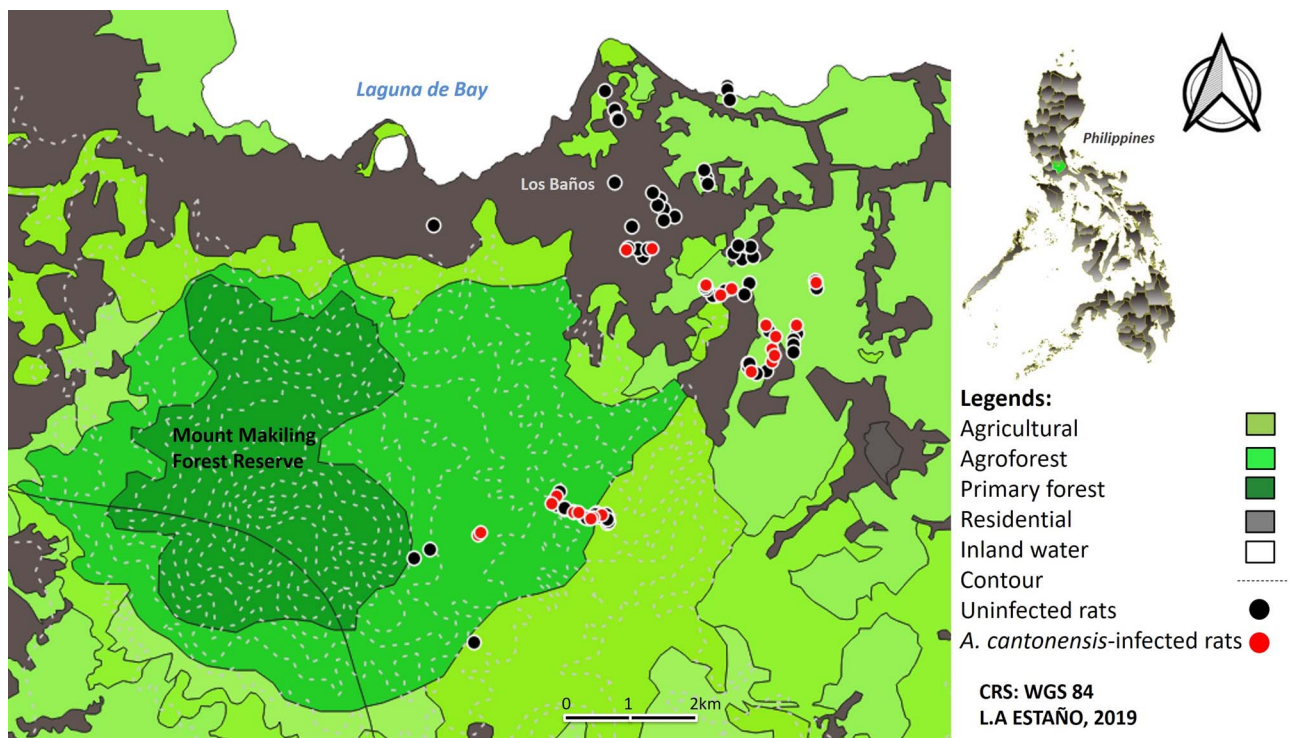 Laguna de Bay
Los Baños
Mount Makiling
Forest Reserve
0 1 2km
Philippines
Legends:
Agricultural
Agroforest
Primary forest
Residential
Inland water
Contour
Uninfected rats
A. cantonensis-infected rats
CRS: WGS 84
L.A ESTAÑO, 2019